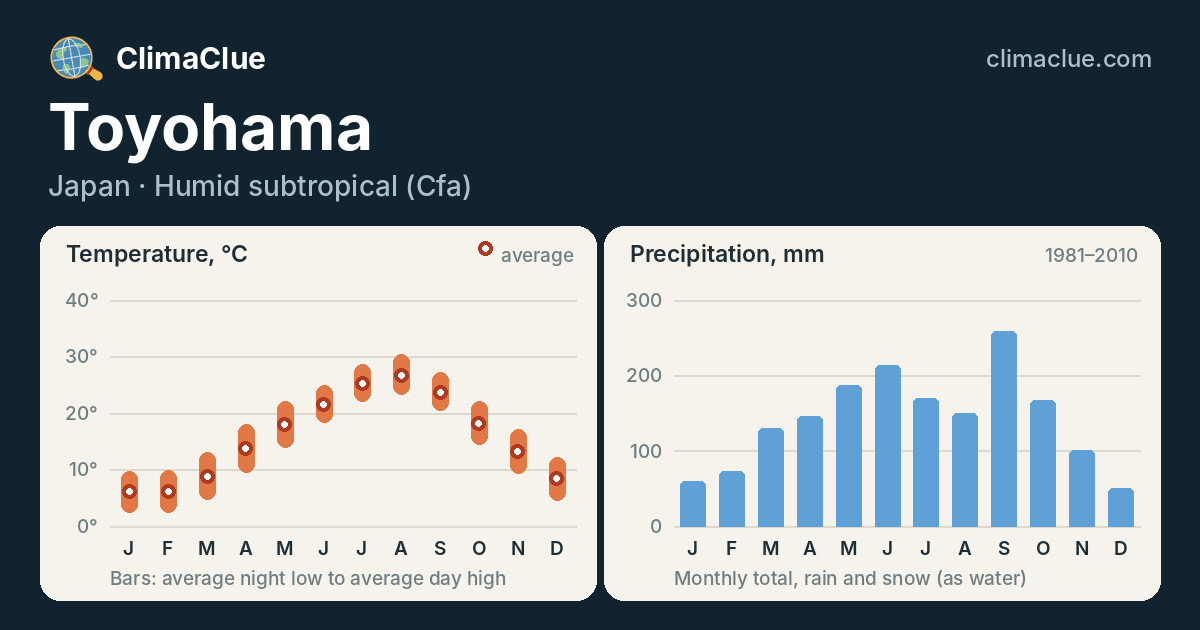 ClimaClue
climaclue.com
Toyohama
Japan · Humid subtropical (Cfa)
Temperature, °C
average
40°
30°
20°
10°
0°
J F M A M J J A S O N D
Bars: average night low to average day high
Precipitation, mm
1981–2010
300
200
100
0
J F M A M J J A S O N D
Monthly total, rain and snow (as water)